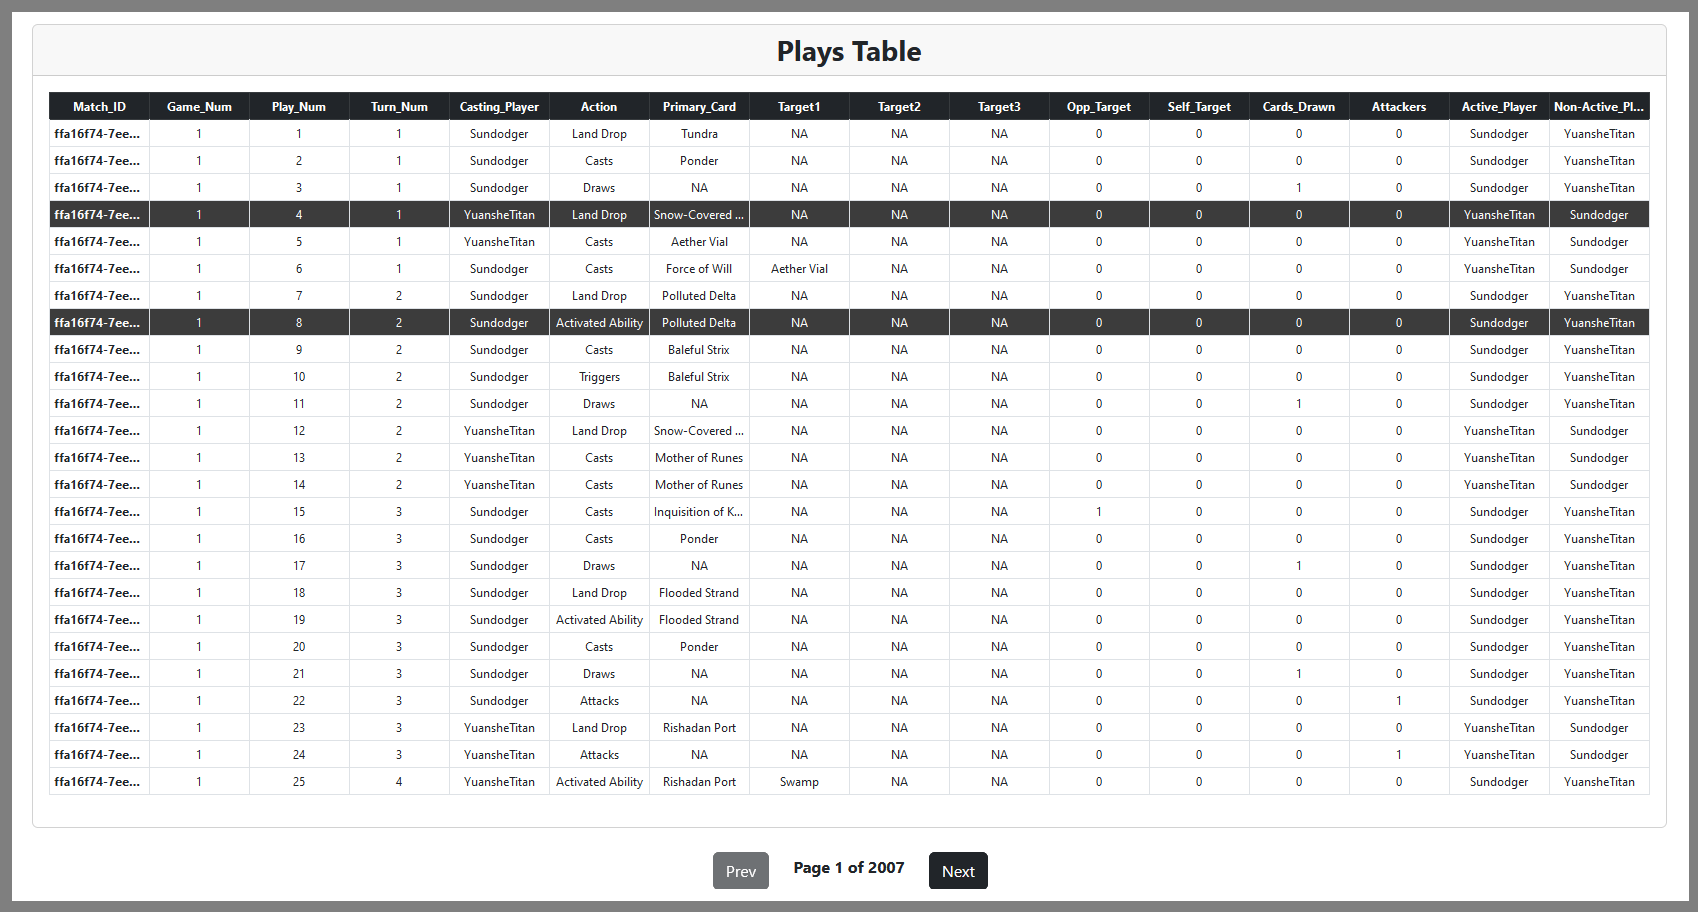 Plays Table
Match_ID Game_Num Play_Num Turn_Num Casting_Player Action Primary_Card Target1 Target2 Target3 Opp_Target Self_Target Cards_Drawn Attackers Active_Player Non-Active_Pl...
ffa16f74-7ee... 1 1 1 Sundodger Land Drop Tundra NA NA NA 0 0 0 0 Sundodger YuansheTitan
ffa16f74-7ee... 1 2 1 Sundodger Casts Ponder NA NA NA 0 0 0 0 Sundodger YuansheTitan
ffa16f74-7ee... 1 3 1 Sundodger Draws NA NA NA NA 0 0 1 0 Sundodger YuansheTitan
ffa16f74-7ee... 1 4 1 YuansheTitan Land Drop Snow-Covered ... NA NA NA 0 0 0 0 YuansheTitan Sundodger
ffa16f74-7ee... 1 5 1 YuansheTitan Casts Aether Vial NA NA NA 0 0 0 0 YuansheTitan Sundodger
ffa16f74-7ee... 1 6 1 Sundodger Casts Force of Will Aether Vial NA NA 0 0 0 0 YuansheTitan Sundodger
ffa16f74-7ee... 1 7 2 Sundodger Land Drop Polluted Delta NA NA NA 0 0 0 0 Sundodger YuansheTitan
ffa16f74-7ee... 1 8 2 Sundodger Activated Ability Polluted Delta NA NA NA 0 0 0 0 Sundodger YuansheTitan
ffa16f74-7ee... 1 9 2 Sundodger Casts Baleful Strix NA NA NA 0 0 0 0 Sundodger YuansheTitan
ffa16f74-7ee... 1 10 2 Sundodger Triggers Baleful Strix NA NA NA 0 0 0 0 Sundodger YuansheTitan
ffa16f74-7ee... 1 11 2 Sundodger Draws NA NA NA NA 0 0 1 0 Sundodger YuansheTitan
ffa16f74-7ee... 1 12 2 YuansheTitan Land Drop Snow-Covered ... NA NA NA 0 0 0 0 YuansheTitan Sundodger
ffa16f74-7ee... 1 13 2 YuansheTitan Casts Mother of Runes NA NA NA 0 0 0 0 YuansheTitan Sundodger
ffa16f74-7ee... 1 14 2 YuansheTitan Casts Mother of Runes NA NA NA 0 0 0 0 YuansheTitan Sundodger
ffa16f74-7ee... 1 15 3 Sundodger Casts Inquisition of K... NA NA NA 1 0 0 0 Sundodger YuansheTitan
ffa16f74-7ee... 1 16 3 Sundodger Casts Ponder NA NA NA 0 0 0 0 Sundodger YuansheTitan
ffa16f74-7ee... 1 17 3 Sundodger Draws NA NA NA NA 0 0 1 0 Sundodger YuansheTitan
ffa16f74-7ee... 1 18 3 Sundodger Land Drop Flooded Strand NA NA NA 0 0 0 0 Sundodger YuansheTitan
ffa16f74-7ee... 1 19 3 Sundodger Activated Ability Flooded Strand NA NA NA 0 0 0 0 Sundodger YuansheTitan
ffa16f74-7ee... 1 20 3 Sundodger Casts Ponder NA NA NA 0 0 0 0 Sundodger YuansheTitan
ffa16f74-7ee... 1 21 3 Sundodger Draws NA NA NA NA 0 0 1 0 Sundodger YuansheTitan
ffa16f74-7ee... 1 22 3 Sundodger Attacks NA NA NA NA 0 0 0 1 Sundodger YuansheTitan
ffa16f74-7ee... 1 23 3 YuansheTitan Land Drop Rishadan Port NA NA NA 0 0 0 0 YuansheTitan Sundodger
ffa16f74-7ee... 1 24 3 YuansheTitan Attacks NA NA NA NA 0 0 0 1 YuansheTitan Sundodger
ffa16f74-7ee... 1 25 4 YuansheTitan Activated Ability Rishadan Port Swamp NA NA 0 0 0 0 Sundodger YuansheTitan
Prev Page 1 of 2007 Next